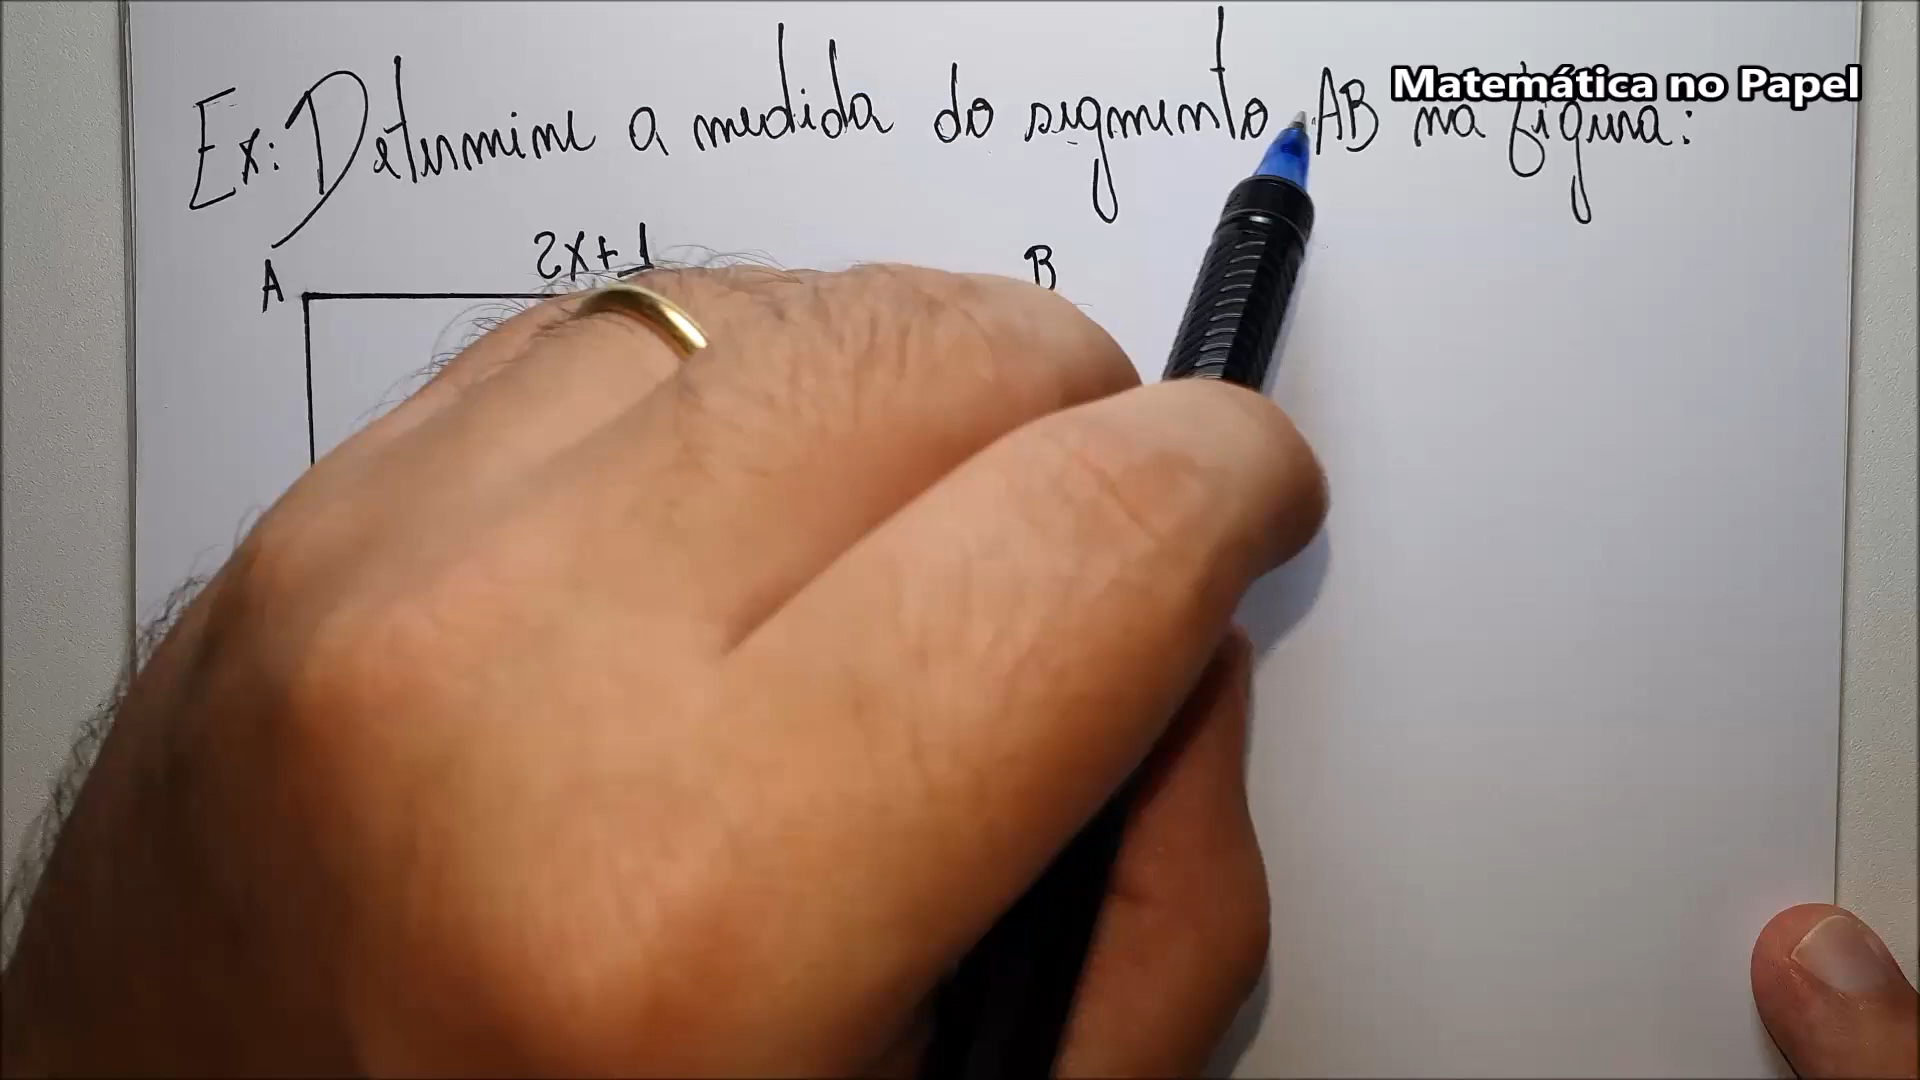 Matemática no Papel
Ex: Determine a medida do segmento AB na figura:
2x+1
A B